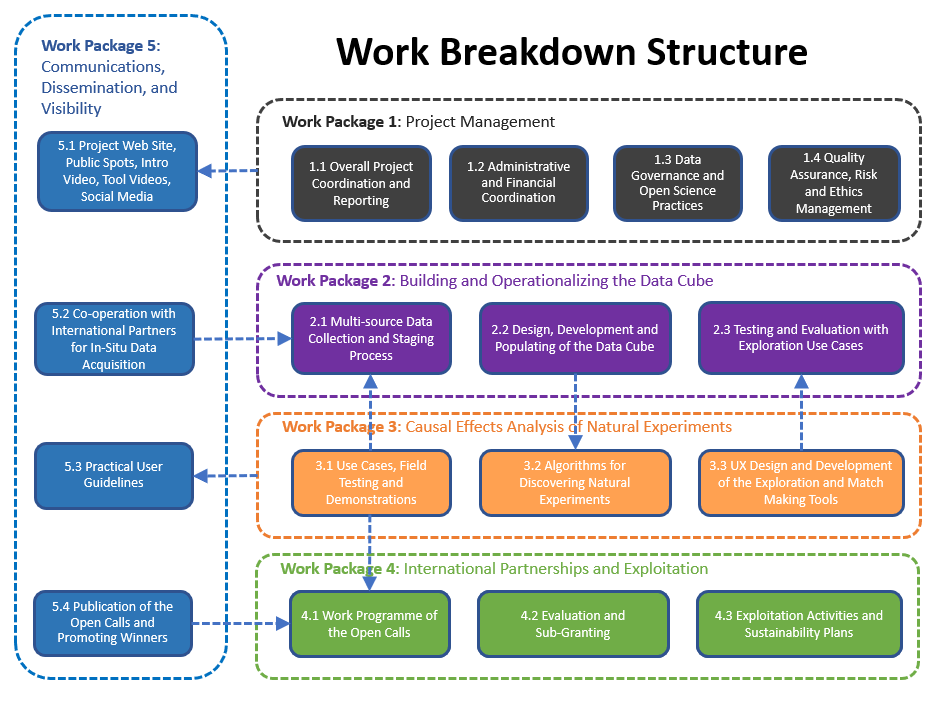 Work Breakdown Structure
Work Package 5:
Communications,
Dissemination, and
Visibility
5.1 Project Web Site,
Public Spots, Intro
Video, Tool Videos,
Social Media
5.2 Co-operation with
International Partners
for In-Situ Data
Acquisition
5.3 Practical User
Guidelines
5.4 Publication of the
Open Calls and
Promoting Winners
Work Package 1: Project Management
1.1 Overall Project
Coordination and
Reporting
1.2 Administrative
and Financial
Coordination
1.3 Data
Governance and
Open Science
Practices
1.4 Quality
Assurance, Risk
and Ethics
Management
Work Package 2: Building and Operationalizing the Data Cube
2.1 Multi-source Data
Collection and Staging
Process
2.2 Design, Development and
Populating of the Data Cube
2.3 Testing and Evaluation with
Exploration Use Cases
Work Package 3: Causal Effects Analysis of Natural Experiments
3.1 Use Cases, Field
Testing and
Demonstrations
3.2 Algorithms for
Discovering Natural
Experiments
3.3 UX Design and Development
of the Exploration and Match
Making Tools
Work Package 4: International Partnerships and Exploitation
4.1 Work Programme of
the Open Calls
4.2 Evaluation and
Sub-Granting
4.3 Exploitation Activities and
Sustainability Plans